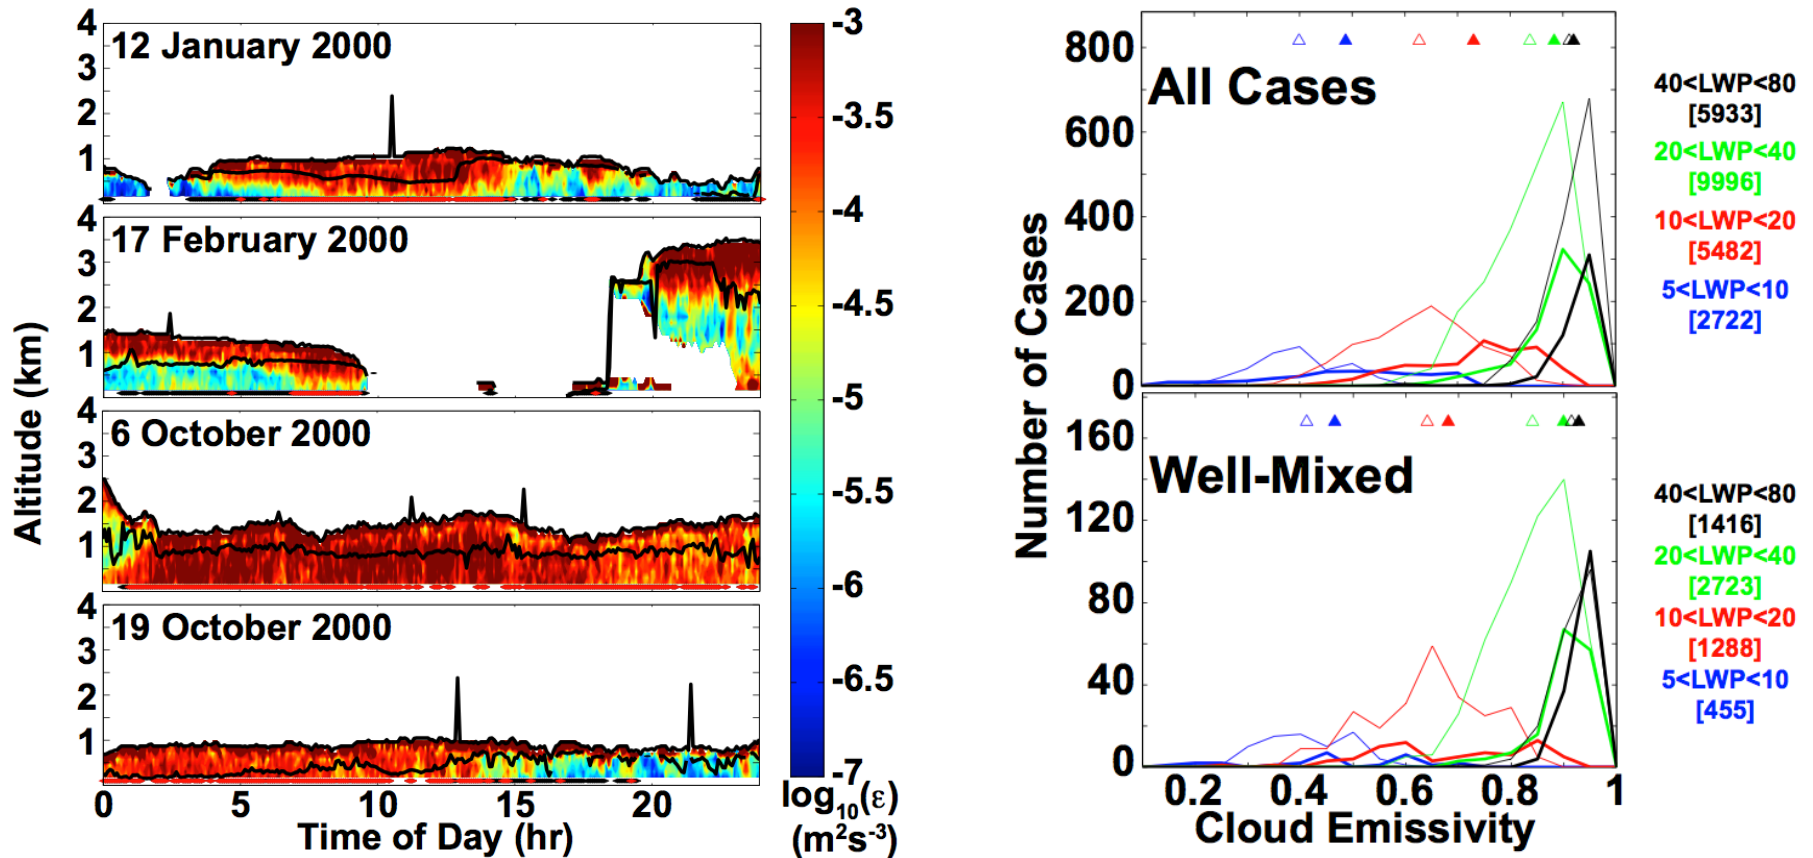 4
3
2
1
12 January 2000
4
3
2
1
17 February 2000
4
3
2
1
6 October 2000
4
3
2
1
19 October 2000
0 5 10 15 20
Time of Day (hr)
Altitude (km)
-3
-3.5
-4
-4.5
-5
-5.5
-6
-6.5
-7
log10(ε)
(m2s-3)
800
600
400
200
0
All Cases
Number of Cases
160
120
80
40
0
Well-Mixed
0.2 0.4 0.6 0.8 1
Cloud Emissivity
40<LWP<80
[5933]
20<LWP<40
[9996]
10<LWP<20
[5482]
5<LWP<10
[2722]
40<LWP<80
[1416]
20<LWP<40
[2723]
10<LWP<20
[1288]
5<LWP<10
[455]